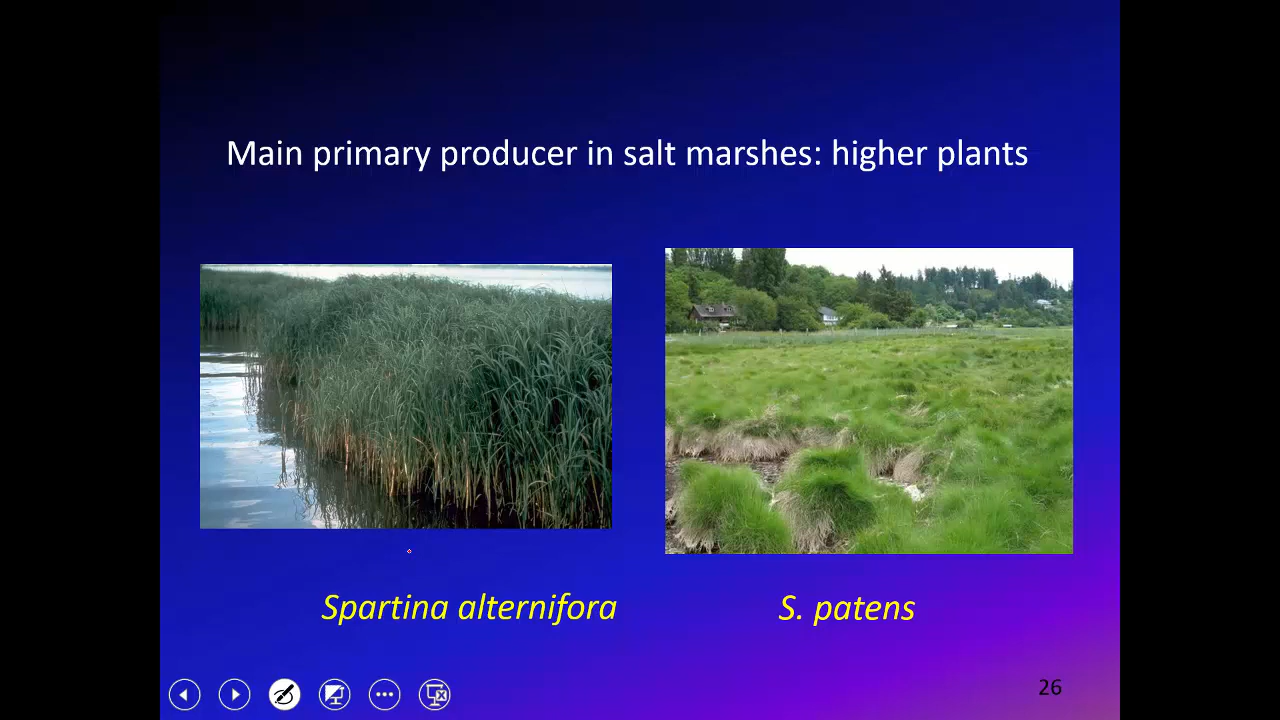 Main primary producer in salt marshes: higher plants
Spartina alternifora
S. patens
26